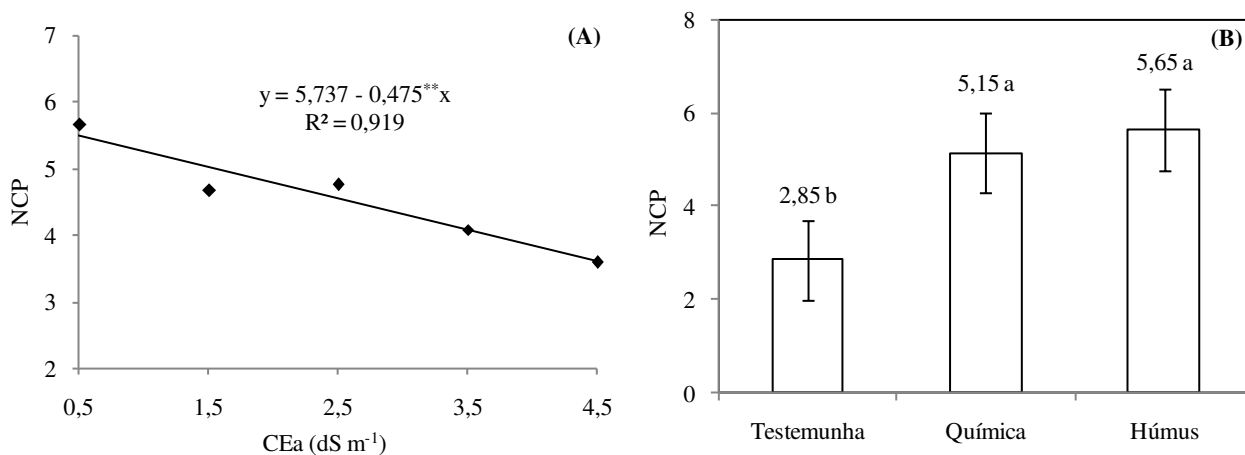 (A)
y = 5,737 - 0,475**x
R² = 0,919
NCP
7
6
5
4
3
2
0,5 1,5 2,5 3,5 4,5
CEa (dS m⁻¹)
(B)
NCP
8
6
4
2
0
2,85 b
5,15 a
5,65 a
Testemunha Química Húmus